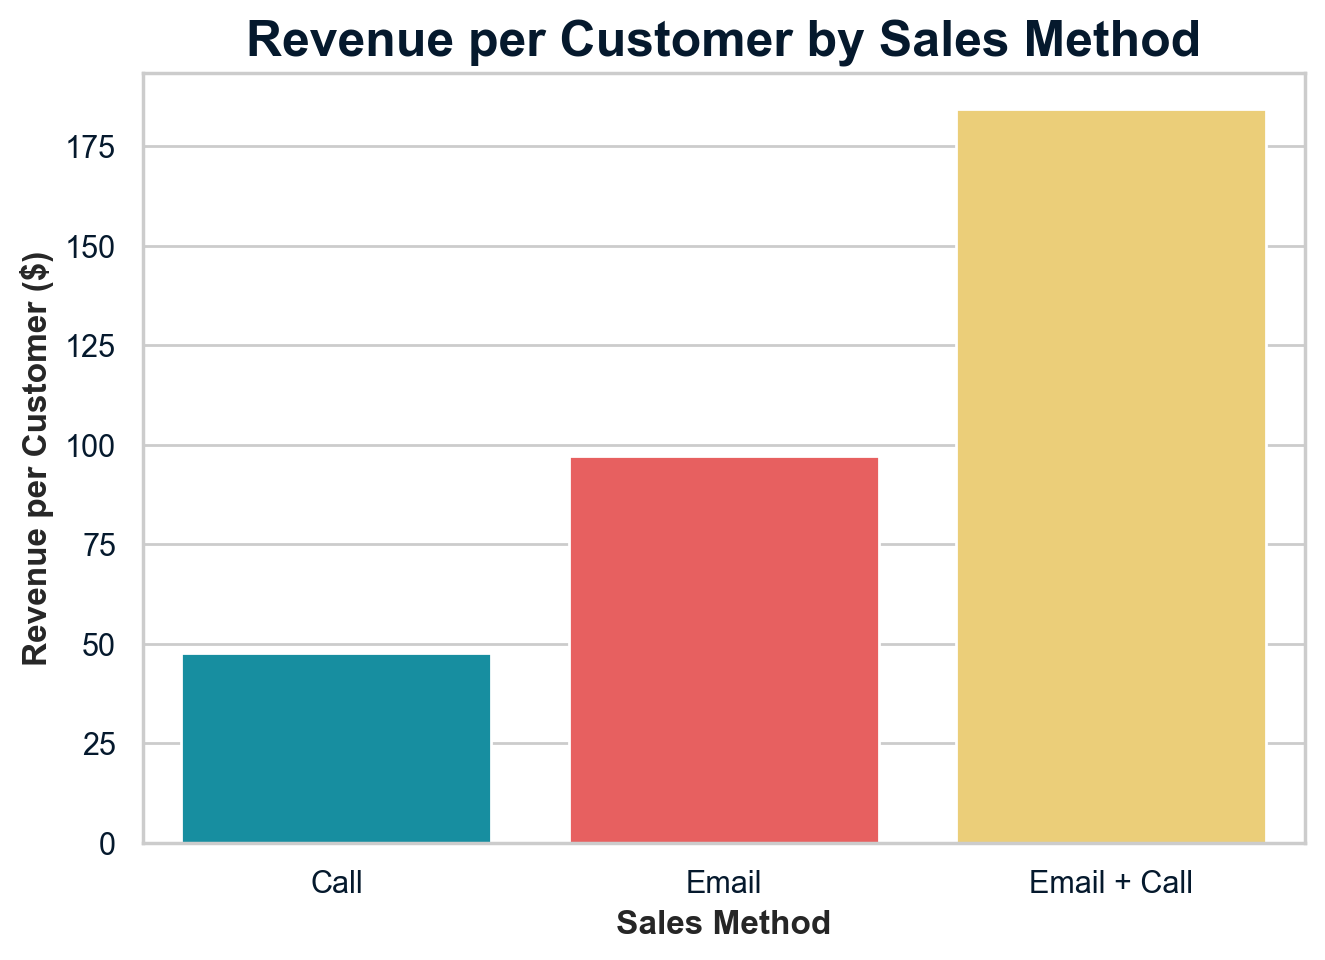 Revenue per Customer by Sales Method
Revenue per Customer ($)
175
150
125
100
75
50
25
0
Call
Email
Email + Call
Sales Method